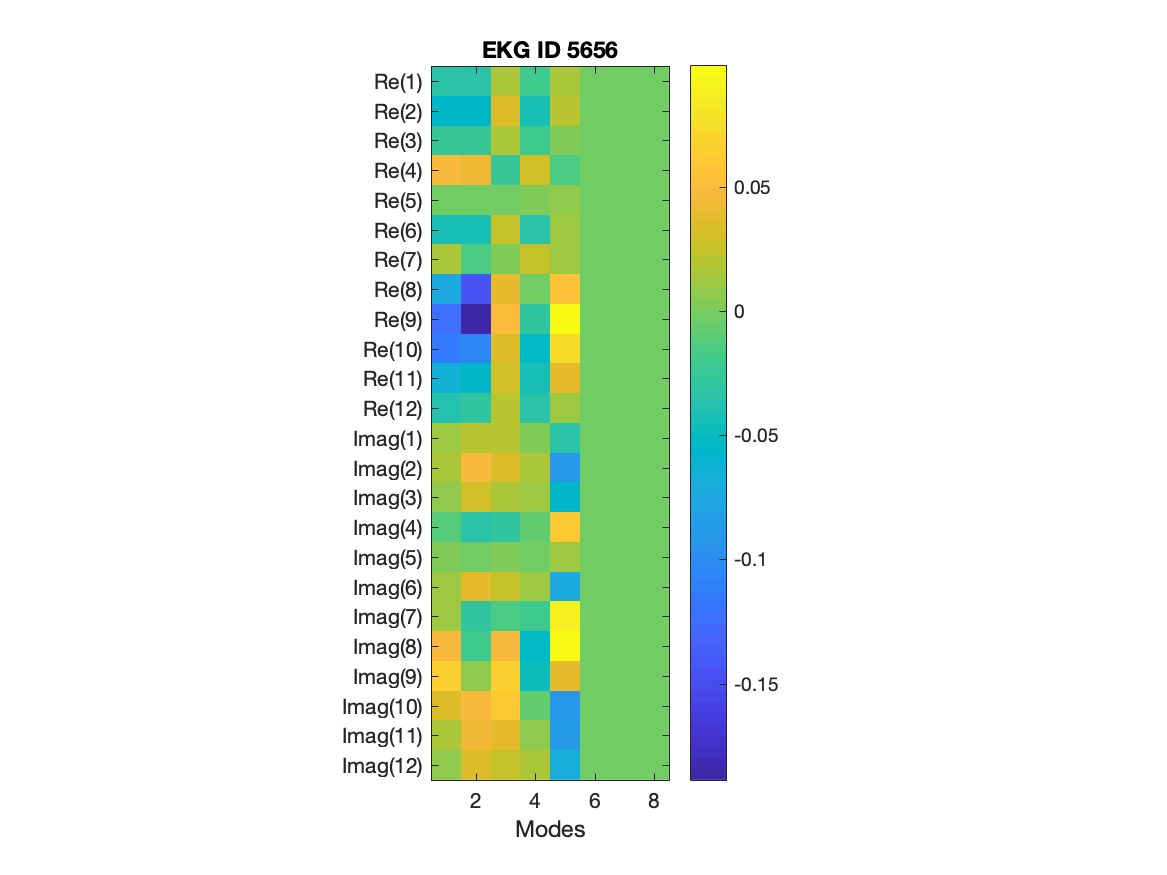 EKG ID 5656
Re(1)
Re(2)
Re(3)
Re(4)
Re(5)
Re(6)
Re(7)
Re(8)
Re(9)
Re(10)
Re(11)
Re(12)
Imag(1)
Imag(2)
Imag(3)
Imag(4)
Imag(5)
Imag(6)
Imag(7)
Imag(8)
Imag(9)
Imag(10)
Imag(11)
Imag(12)
2 4 6 8
Modes
0.05
0
-0.05
-0.1
-0.15